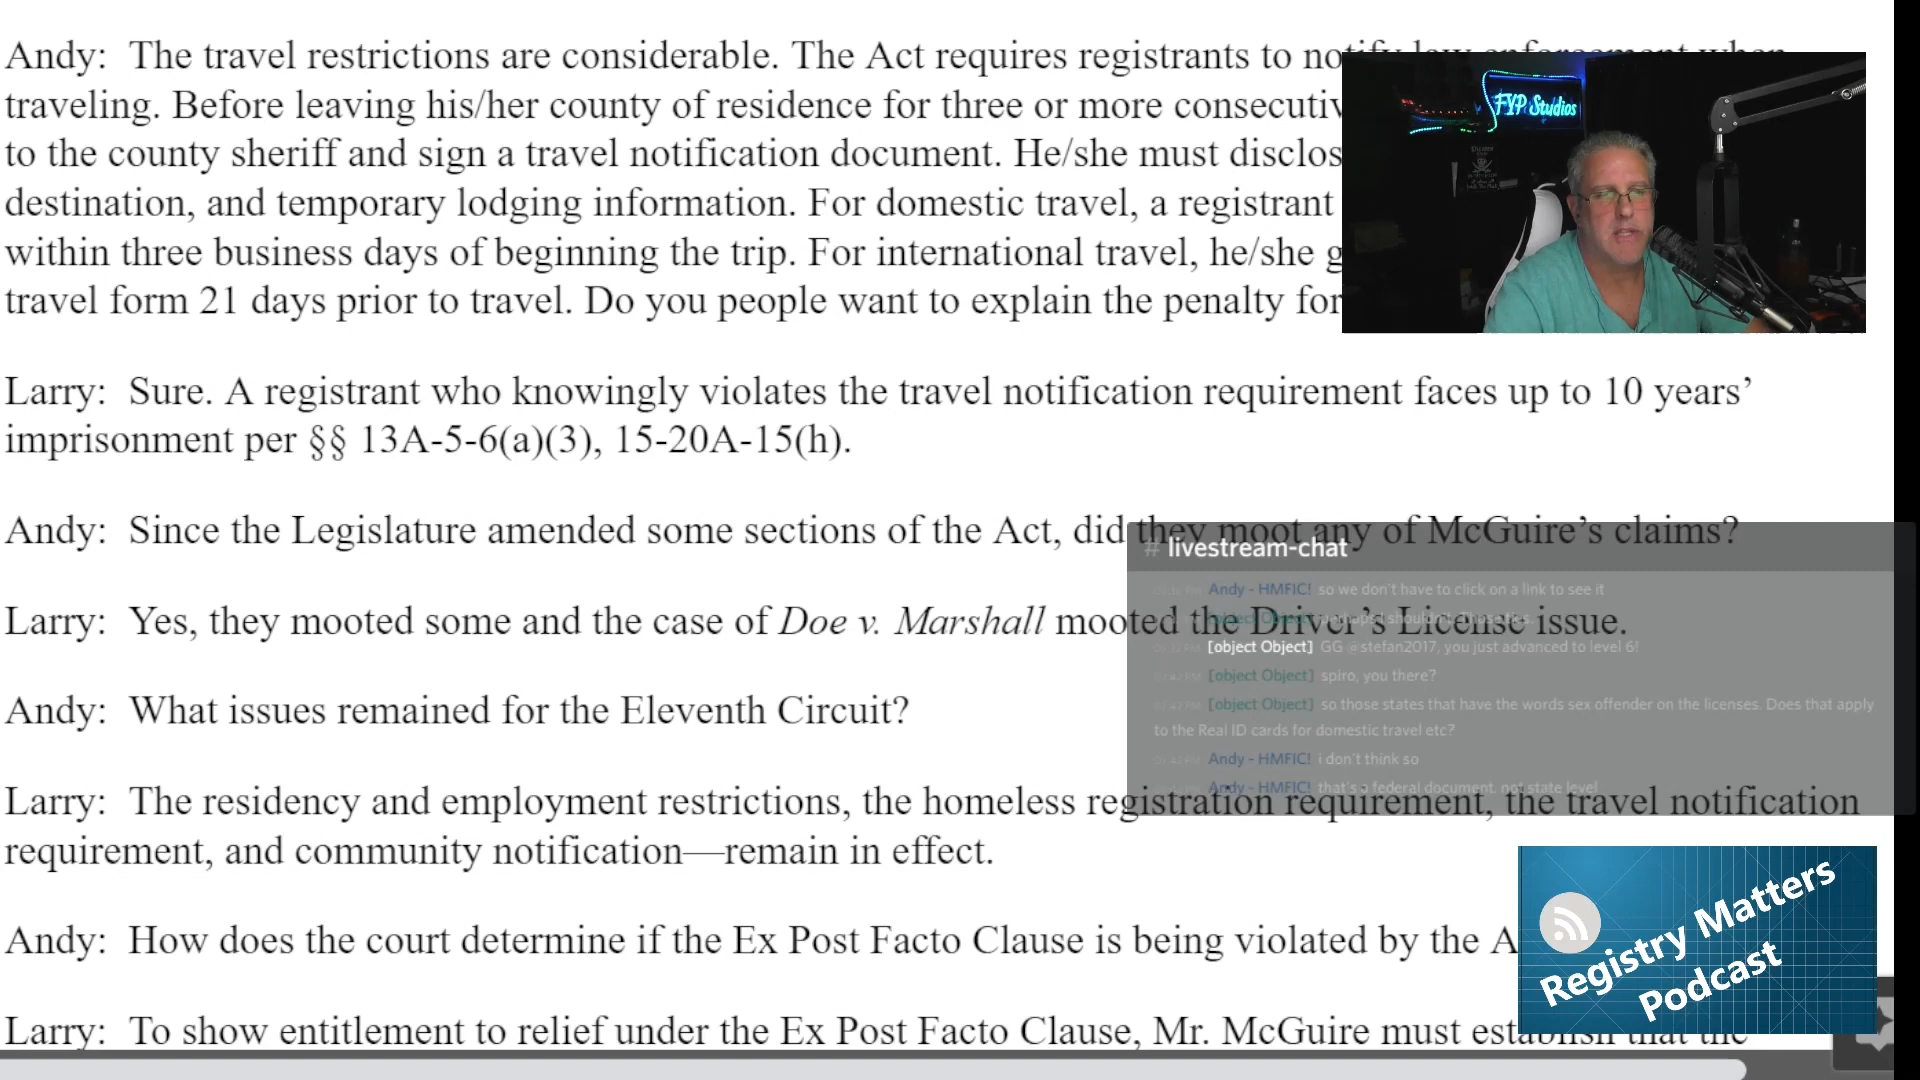 Andy: The travel restrictions are considerable. The Act requires registrants to notify law enforcement when
traveling. Before leaving his/her county of residence for three or more consecutiv
to the county sheriff and sign a travel notification document. He/she must disclos
destination, and temporary lodging information. For domestic travel, a registrant
within three business days of beginning the trip. For international travel, he/she g
travel form 21 days prior to travel. Do you people want to explain the penalty for
FYP Studios
Larry: Sure. A registrant who knowingly violates the travel notification requirement faces up to 10 years’
imprisonment per §§ 13A-5-6(a)(3), 15-20A-15(h).
Andy: Since the Legislature amended some sections of the Act, did they moot any of McGuire’s claims?
Larry: Yes, they mooted some and the case of Doe v. Marshall mooted the Driver’s License issue.
Andy: What issues remained for the Eleventh Circuit?
Larry: The residency and employment restrictions, the homeless registration requirement, the travel notification
requirement, and community notification—remain in effect.
Andy: How does the court determine if the Ex Post Facto Clause is being violated by the A
Larry: To show entitlement to relief under the Ex Post Facto Clause, Mr. McGuire must establish that the
# livestream-chat
Andy - HMFIC! so we don't have to click on a link to see it
[object Object] GG @stefan2017, you just advanced to level 6!
[object Object] spiro, you there?
[object Object] so those states that have the words sex offender on the licenses. Does that apply
to the Real ID cards for domestic travel etc?
Andy - HMFIC! i don't think so
Andy - HMFIC! that's a federal document. not state level
Registry Matters
Podcast